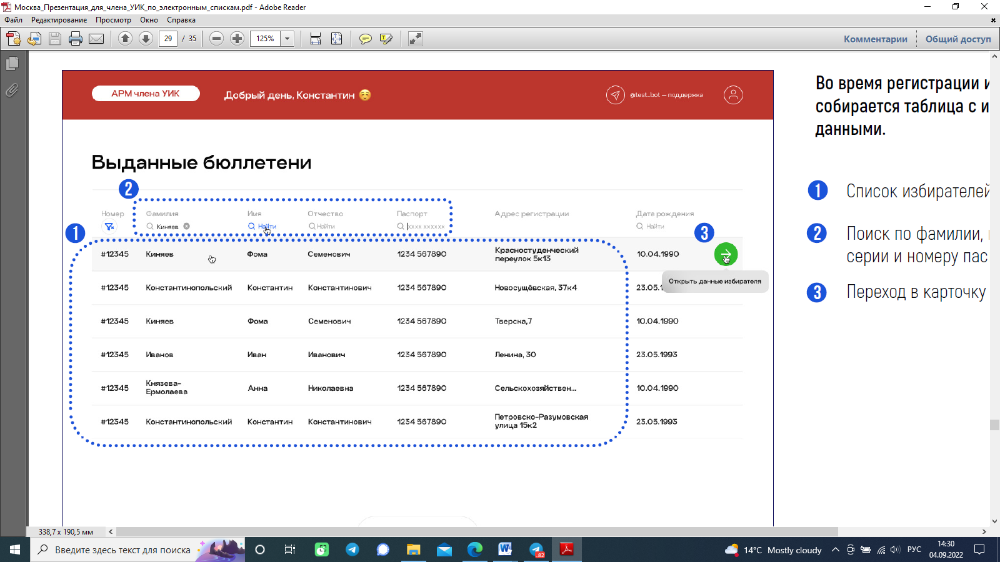 Москва_Презентация_для_члена_УИК_по_электронным_спискам.pdf - Adobe Reader
Файл Редактирование Просмотр Окно Справка
29 / 35 125% Комментарии Общий доступ
АРМ члена УИК
Добрый день, Константин
@test_bot — поддержка
Выданные бюллетени
2
Номер Фамилия Имя Отчество Паспорт Адрес регистрации Дата рождения
Киняев Найти Найти xxxx xxxxxx Найти
1
3
#12345 Киняев Фома Семенович 1234 567890 Красностуденческий переулок 5к13 10.04.1990
Открыть данные избирателя
#12345 Константинопольский Константин Константинович 1234 567890 Новосущёвская, 37к4 23.05.1
#12345 Киняев Фома Семенович 1234 567890 Тверска,7 10.04.1990
#12345 Иванов Иван Иванович 1234 567890 Ленина, 30 23.05.1993
#12345 Князева-Ермолаева Анна Николаевна 1234 567890 Сельскохозяйствен... 10.04.1990
#12345 Константинопольский Константин Константинович 1234 567890 Петровско-Разумовская улица 15к2 23.05.1993
Во время регистрации и
собирается таблица с и
данными.
1 Список избирателей
2 Поиск по фамилии,
серии и номеру пас
3 Переход в карточку
338,7 x 190,5 мм
Введите здесь текст для поиска
82
14°C Mostly cloudy
РУС
14:30
04.09.2022